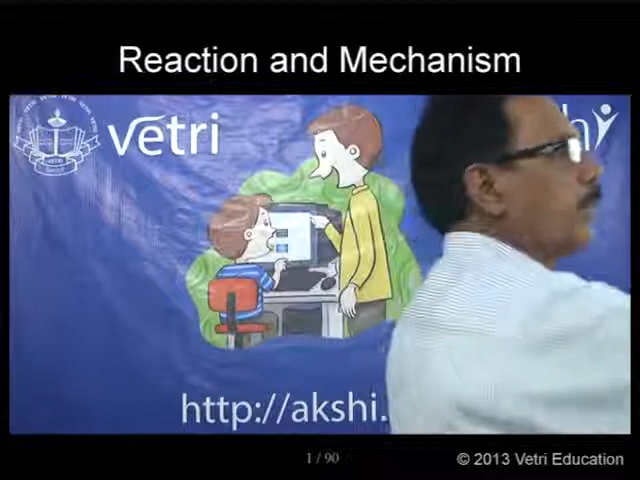 Reaction and Mechanism
vetri
http://akshi.
1 / 90
© 2013 Vetri Education